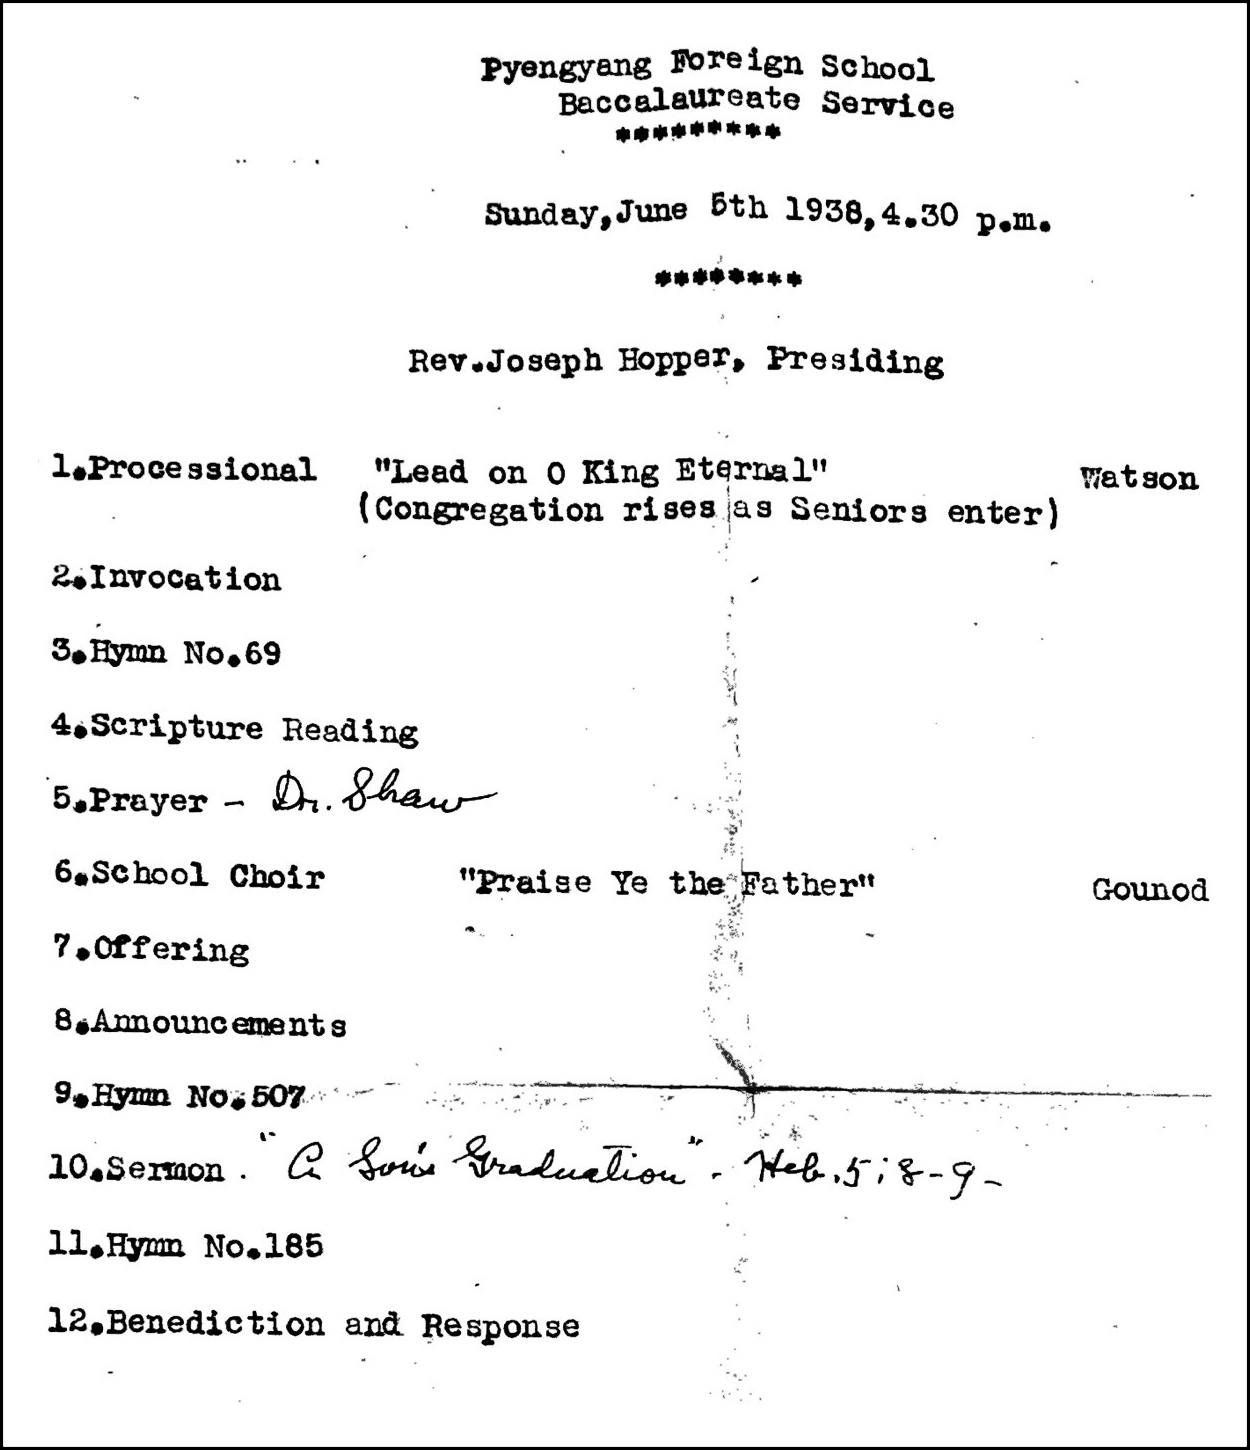 Pyengyang Foreign School
Baccalaureate Service
*********
Sunday,June 5th 1938,4.30 p.m.
********
Rev.Joseph Hopper, Presiding
1.Processional "Lead on O King Eternal" Watson
(Congregation rises as Seniors enter)
2.Invocation
3.Hymn No.69
4.Scripture Reading
5.Prayer - Dr. Shaw
6.School Choir "Praise Ye the Father" Gounod
7.Offering
8.Announcements
9.Hymn No.507
10.Sermon. "A Son's Graduation" - Heb. 5:8-9-
11.Hymn No.185
12.Benediction and Response